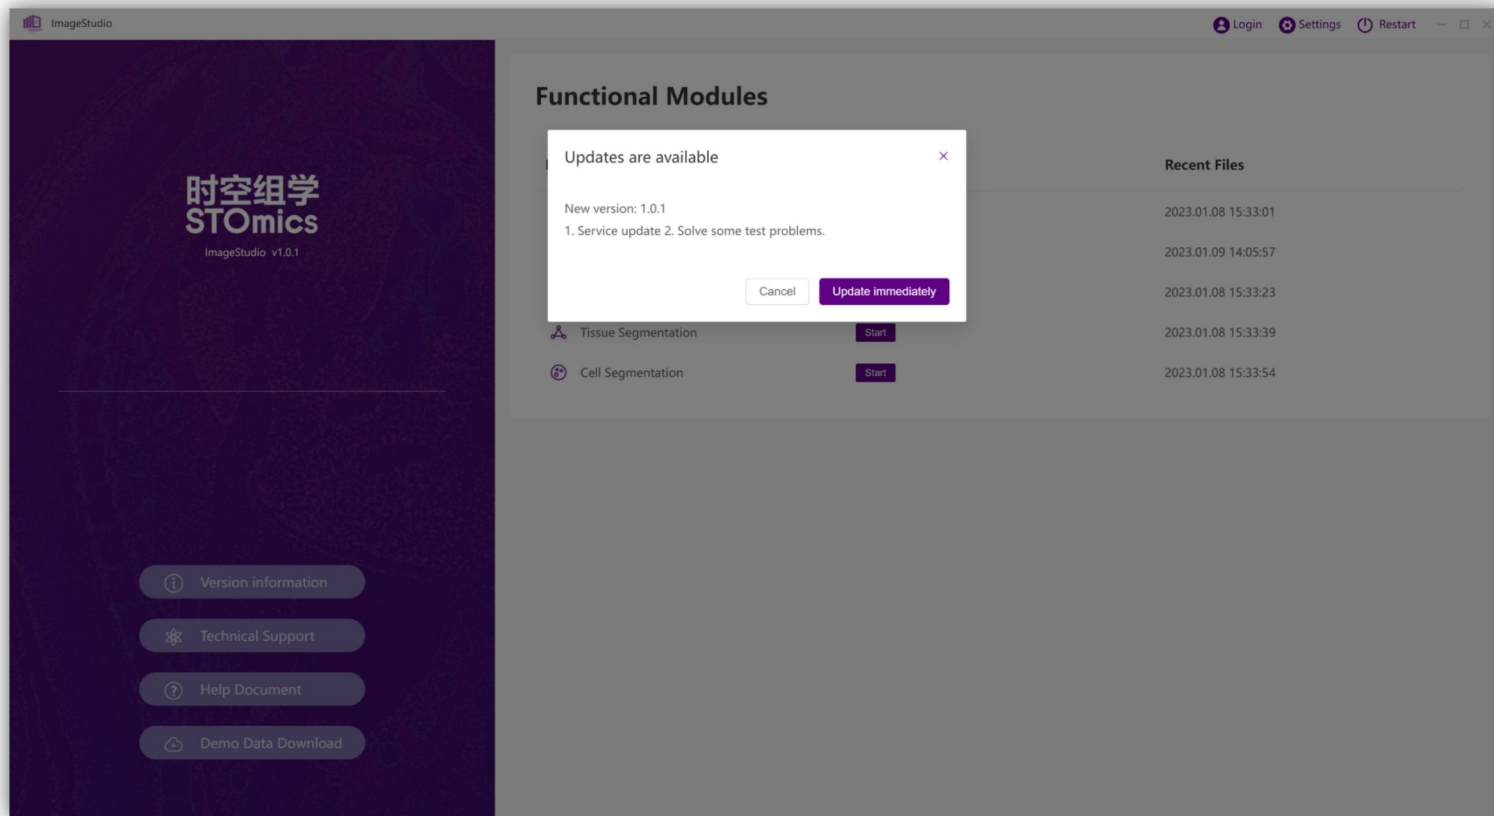 ImageStudio
Login Settings Restart
时空组学
STOmics
ImageStudio v1.0.1
Version information
Technical Support
Help Document
Demo Data Download
Functional Modules
Recent Files
Updates are available
New version: 1.0.1
1. Service update 2. Solve some test problems.
Cancel Update immediately
2023.01.08 15:33:01
2023.01.09 14:05:57
2023.01.08 15:33:23
Tissue Segmentation Start 2023.01.08 15:33:39
Cell Segmentation Start 2023.01.08 15:33:54